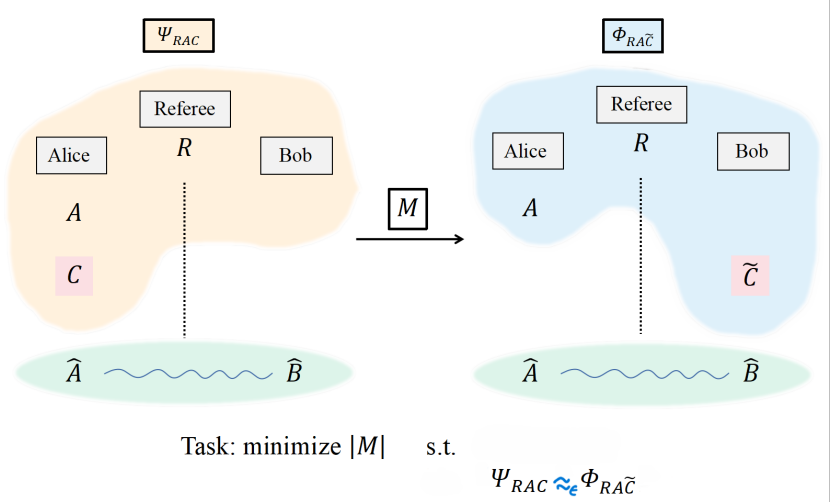 Ψ_RAC Φ_RAC̃
Referee Referee
Alice R Bob Alice R Bob
A M A
C C̃
Â B̂ Â B̂
Task: minimize |M| s.t.
Ψ_RAC ≈_ϵ Φ_RAC̃